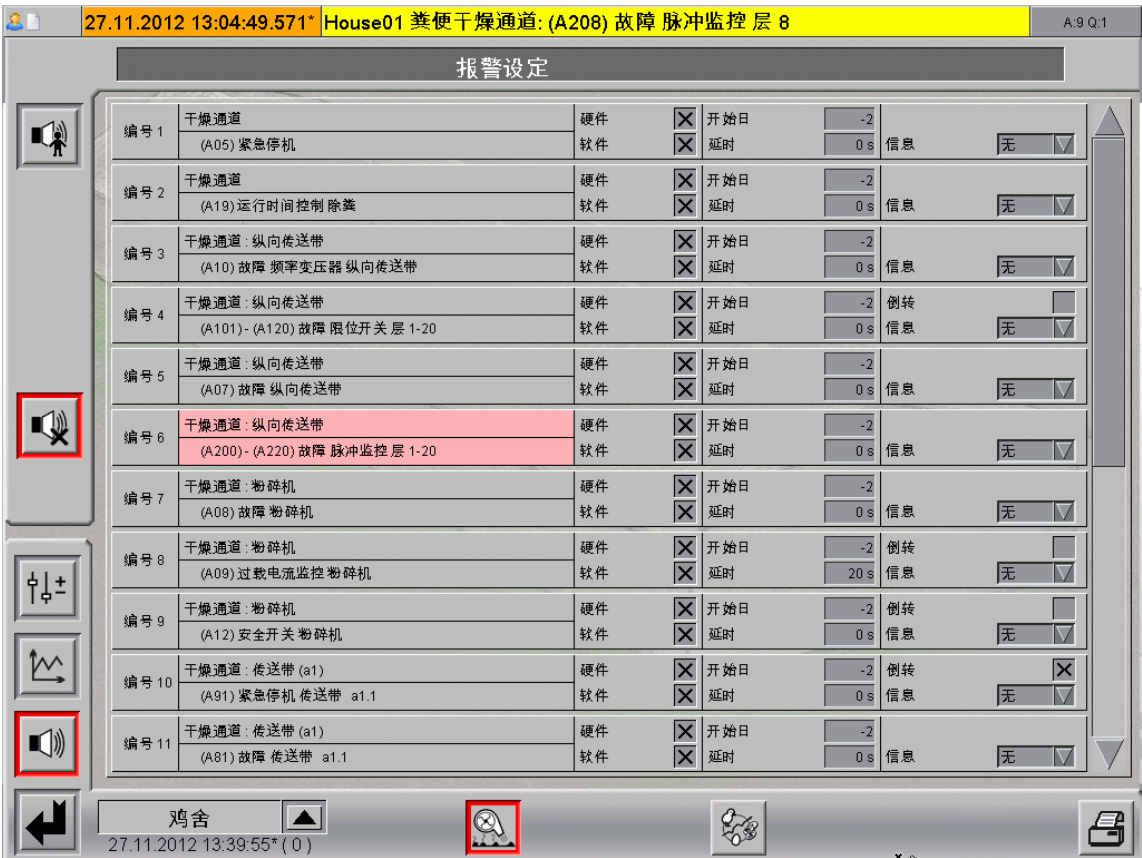 27.11.2012 13:04:49.571* House01 粪便干燥通道: (A208) 故障 脉冲监控 层 8 A:9 Q:1
报警设定
编号 1 干燥通道 硬件 开始日 -2
(A05) 紧急停机 软件 延时 0 s 信息 无
编号 2 干燥通道 硬件 开始日 -2
(A19) 运行时间控制 除粪 软件 延时 0 s 信息 无
编号 3 干燥通道 : 纵向传送带 硬件 开始日 -2
(A10) 故障 频率变压器 纵向传送带 软件 延时 0 s 信息 无
编号 4 干燥通道 : 纵向传送带 硬件 开始日 -2 倒转
(A101) - (A120) 故障 限位开关 层 1-20 软件 延时 0 s 信息 无
编号 5 干燥通道 : 纵向传送带 硬件 开始日 -2
(A07) 故障 纵向传送带 软件 延时 0 s 信息 无
编号 6 干燥通道 : 纵向传送带 硬件 开始日 -2
(A200) - (A220) 故障 脉冲监控 层 1-20 软件 延时 0 s 信息 无
编号 7 干燥通道 : 粉碎机 硬件 开始日 -2
(A08) 故障 粉碎机 软件 延时 0 s 信息 无
编号 8 干燥通道 : 粉碎机 硬件 开始日 -2 倒转
(A09) 过载电流监控 粉碎机 软件 延时 20 s 信息 无
编号 9 干燥通道 : 粉碎机 硬件 开始日 -2 倒转
(A12) 安全开关 粉碎机 软件 延时 0 s 信息 无
编号 10 干燥通道 : 传送带 (a1) 硬件 开始日 -2 倒转
(A91) 紧急停机 传送带 a1.1 软件 延时 0 s 信息 无
编号 11 干燥通道 : 传送带 (a1) 硬件 开始日 -2
(A81) 故障 传送带 a1.1 软件 延时 0 s 信息 无
鸡舍
27.11.2012 13:39:55* ( 0 )